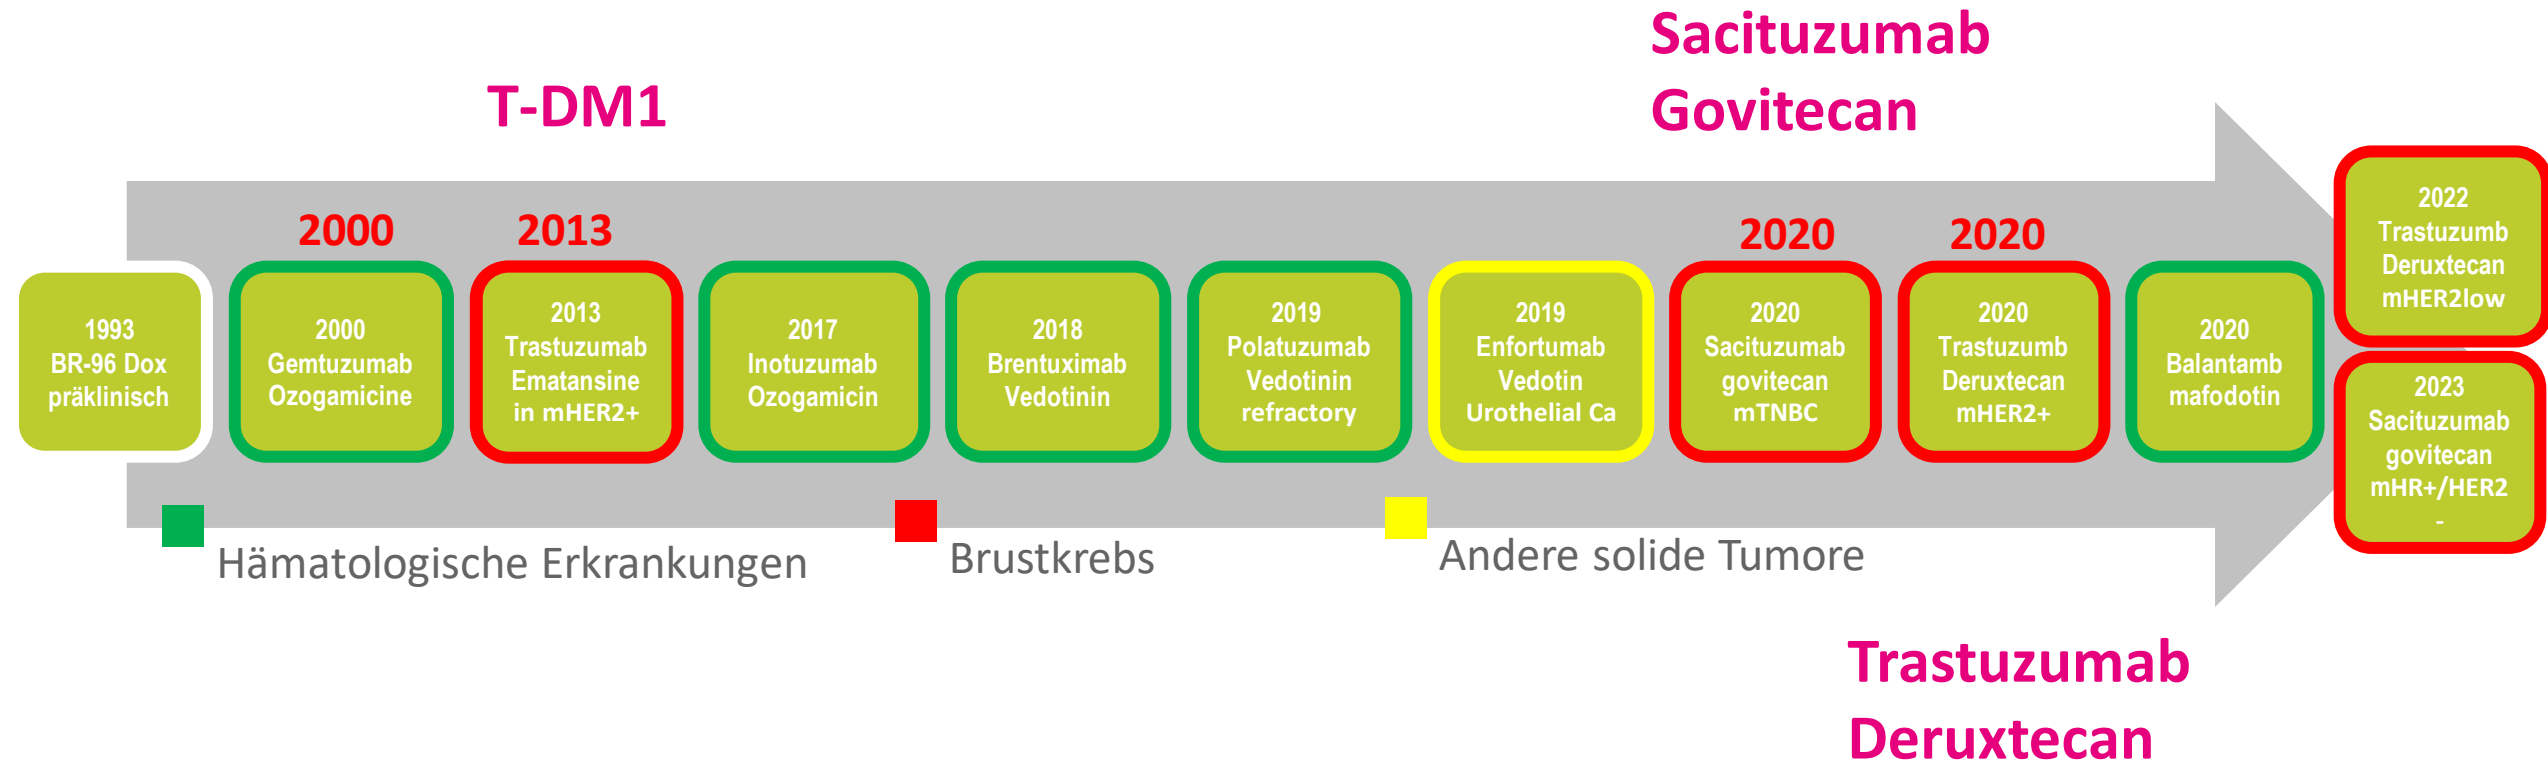 Sacituzumab
Govitecan
T-DM1
2000
2013
2020
2020
1993
BR-96 Dox
präklinisch
2000
Gemtuzumab
Ozogamicine
2013
Trastuzumab
Ematansine
in mHER2+
2017
Inotuzumab
Ozogamicin
2018
Brentuximab
Vedotinin
2019
Polatuzumab
Vedotinin
refractory
2019
Enfortumab
Vedotin
Urothelial Ca
2020
Sacituzumab
govitecan
mTNBC
2020
Trastuzumb
Deruxtecan
mHER2+
2020
Balantamb
mafodotin
2022
Trastuzumb
Deruxtecan
mHER2low
2023
Sacituzumab
govitecan
mHR+/HER2
-
Hämatologische Erkrankungen
Brustkrebs
Andere solide Tumore
Trastuzumab
Deruxtecan